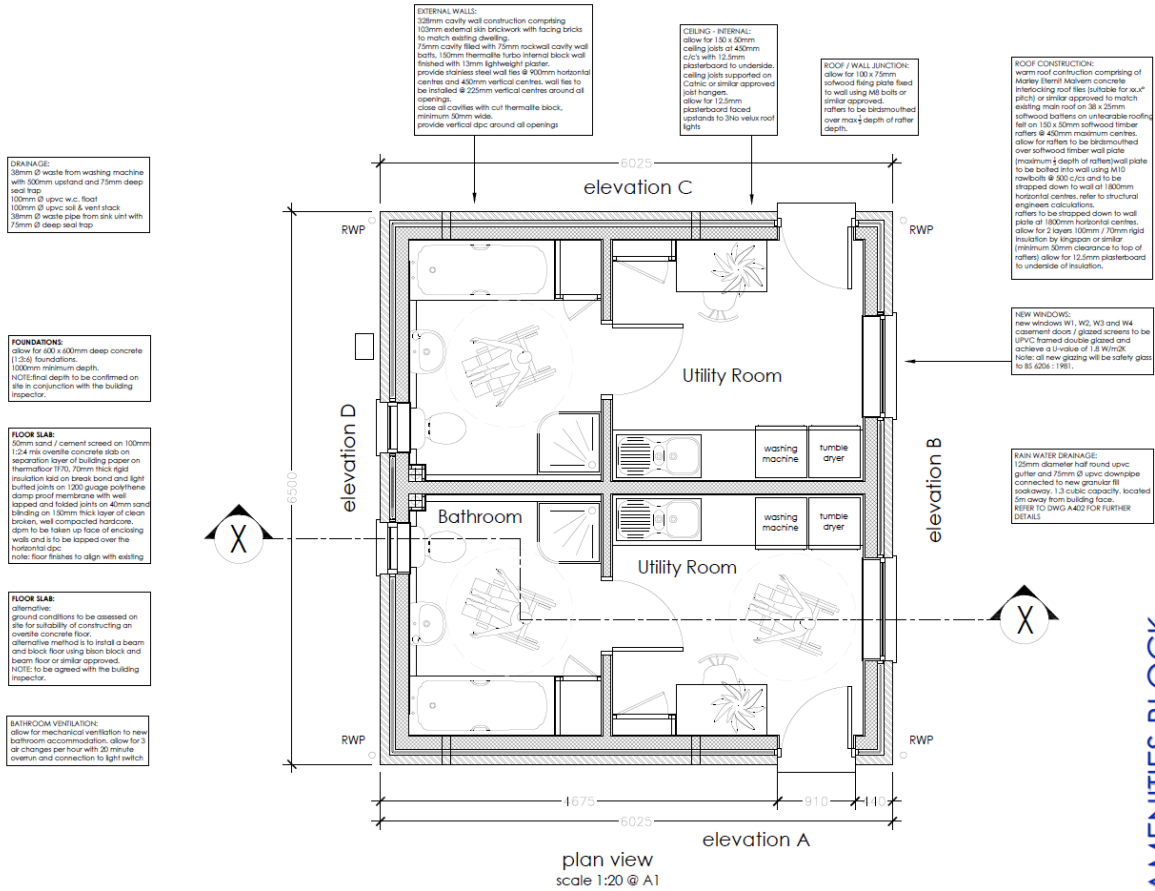 EXTERNAL WALLS:
328mm cavity wall construction comprising
103mm external skin brickwork with facing bricks
to match existing dwelling.
75mm cavity filled with 75mm rockwall cavity wall
batts, 150mm thermalite turbo internal block wall
finished with 13mm lightweight plaster.
provide stainless steel wall ties @ 900mm horizontal
centres and 450mm vertical centres. wall ties to
be installed @ 225mm vertical centres around all
openings.
close all cavities with cut thermalite block,
minimum 50mm wide.
provide vertical dpc around all openings
CEILING - INTERNAL:
allow for 150 x 50mm
ceiling joists at 450mm
c/c's with 12.5mm
plasterboard to underside.
ceiling joists supported on
Catnic or similar approved
joist hangers.
allow for 12.5mm
plasterboard faced
upstands to 3No velux roof
lights
ROOF / WALL JUNCTION:
allow for 100 x 75mm
sofwood fixing plate fixed
to wall using M8 bolts or
similar approved.
rafters to be birdsmouthed
over max depth of rafter
depth.
ROOF CONSTRUCTION:
warm roof contruction comprising of
Marley Eternit Malvern concrete
interlocking roof tiles (suitable for xx.x°
pitch) or similar approved to match
existing main roof on 38 x 25mm
softwood battens on untearable roofing
felt on 150 x 50mm softwood timber
rafters @ 450mm maximum centres.
allow for rafters to be birdsmouthed
over softwood timber wall plate
(maximum depth of rafters)wall plate
to be bolted into wall using M10
rawlbolts @ 500 c/cs and to be
strapped down to wall at 1800mm
horizontal centres. refer to structural
engineers calculations.
rafters to be strapped down to wall
plate at 1800mm horizontal centres.
allow for 2 layers 100mm / 70mm rigid
insulation by kingspan or similar
(minimum 50mm clearance to top of
rafters) allow for 12.5mm plasterboard
to underside of insulation.
DRAINAGE:
38mm Ø waste from washing machine
with 500mm upstand and 75mm deep
seal trap
100mm Ø upvc w.c. float
100mm Ø upvc soil & vent stack
38mm Ø waste pipe from sink uint with
75mm Ø deep seal trap
6025
elevation C
RWP
RWP
NEW WINDOWS:
new windows W1, W2, W3 and W4
casement doors / glazed screens to be
UPVC framed double glazed and
achieve a U-value of 1.8 W/m2K
Note: all new glazing will be safety glass
to BS 6206 : 1981.
FOUNDATIONS:
allow for 600 x 600mm deep concrete
(1:3:6) foundations.
1000mm minimum depth.
NOTE:final depth to be confirmed on
site in conjunction with the building
inspector.
Utility Room
elevation D
elevation B
6500
washing
machine
tumble
dryer
FLOOR SLAB:
50mm sand / cement screed on 100mm
1:2:4 mix oversite concrete slab on
separation layer of building paper on
thermafloor TF70, 70mm thick rigid
insulation laid on break bond and light
butted joints on 1200 guage polythene
damp proof membrane with well
lapped and folded joints on 40mm sand
blinding on 150mm thick layer of clean
broken, well compacted hardcore.
dpm to be taken up face of enclosing
walls and is to be lapped over the
horizontal dpc
note: floor finishes to align with existing
RAIN WATER DRAINAGE:
125mm diameter half round upvc
gutter and 75mm Ø upvc downpipe
connected to new granular fill
soakaway. 1.3 cubic capacity. located
5m away from building face.
REFER TO DWG A402 FOR FURTHER
DETAILS
Bathroom
washing
machine
tumble
dryer
X
Utility Room
X
FLOOR SLAB:
alternative:
ground conditions to be assessed on
site for suitability of constructing an
oversite concrete floor.
alternative method is to install a beam
and block floor using bison block and
beam floor or similar approved.
NOTE: to be agreed with the building
inspector.
BATHROOM VENTILATION:
allow for mechanical ventilation to new
bathroom accommodation. allow for 3
air changes per hour with 20 minute
overrun and connection to light switch
RWP
RWP
4675
910
440
6025
elevation A
plan view
scale 1:20 @ A1
AMENITIES BLOCK